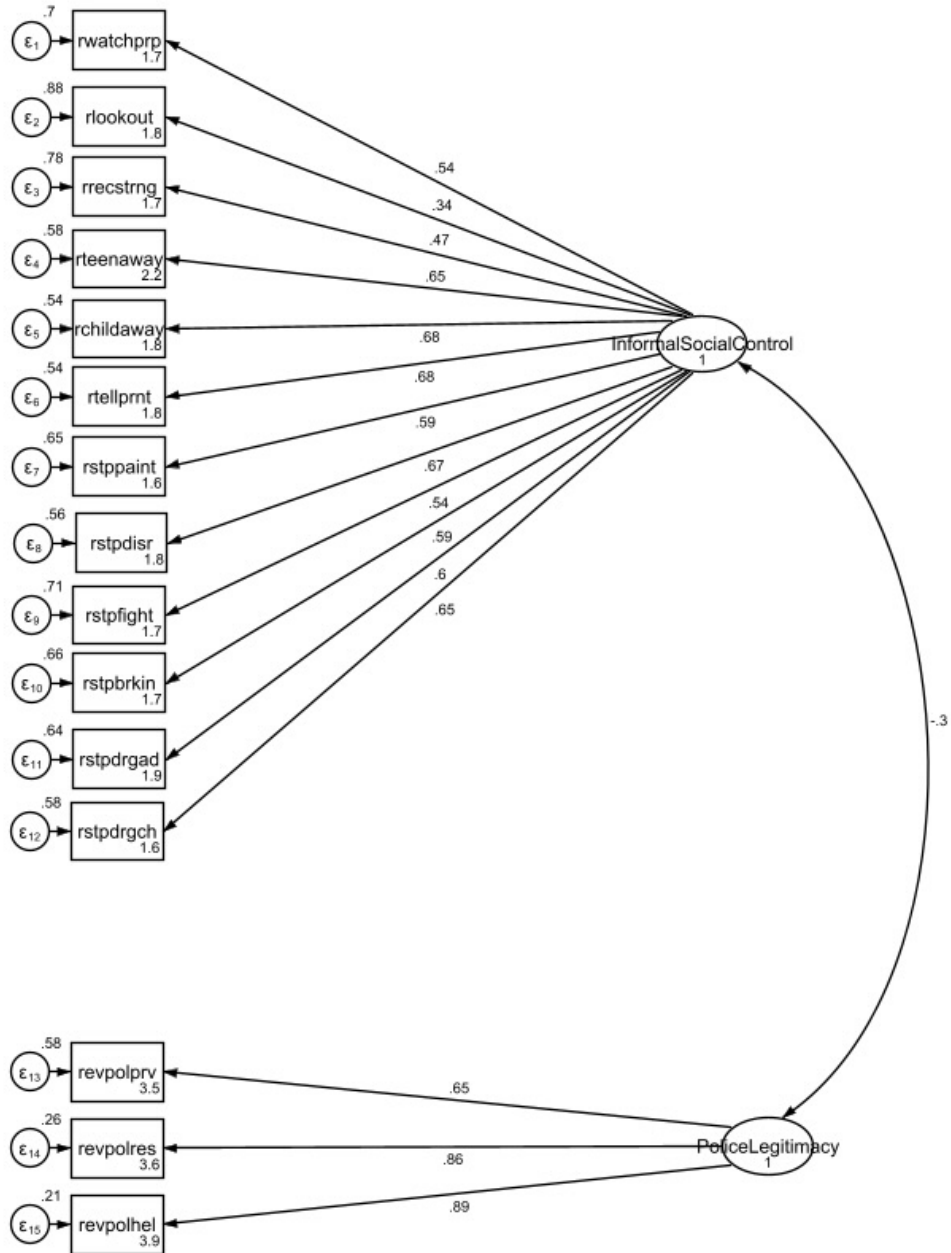 .7
ε1 rwatchprp
1.7
.88
ε2 rlookout
1.8
.78
ε3 rrecstrng
1.7
.58
ε4 rteenaway
2.2
.54
ε5 rchildaway
1.8
.54
ε6 rtellprnt
1.8
.65
ε7 rstppaint
1.6
.56
ε8 rstpdisr
1.8
.71
ε9 rstpfight
1.7
.66
ε10 rstpbrkin
1.7
.64
ε11 rstpdrgad
1.9
.58
ε12 rstpdrgch
1.6
.54
.34
.47
.65
.68
.68
.59
.67
.54
.59
.6
.65
InformalSocialControl
1
-.3
.58
ε13 revpolprv
3.5
.26
ε14 revpolres
3.6
.21
ε15 revpolhel
3.9
.65
.86
.89
PoliceLegitimacy
1